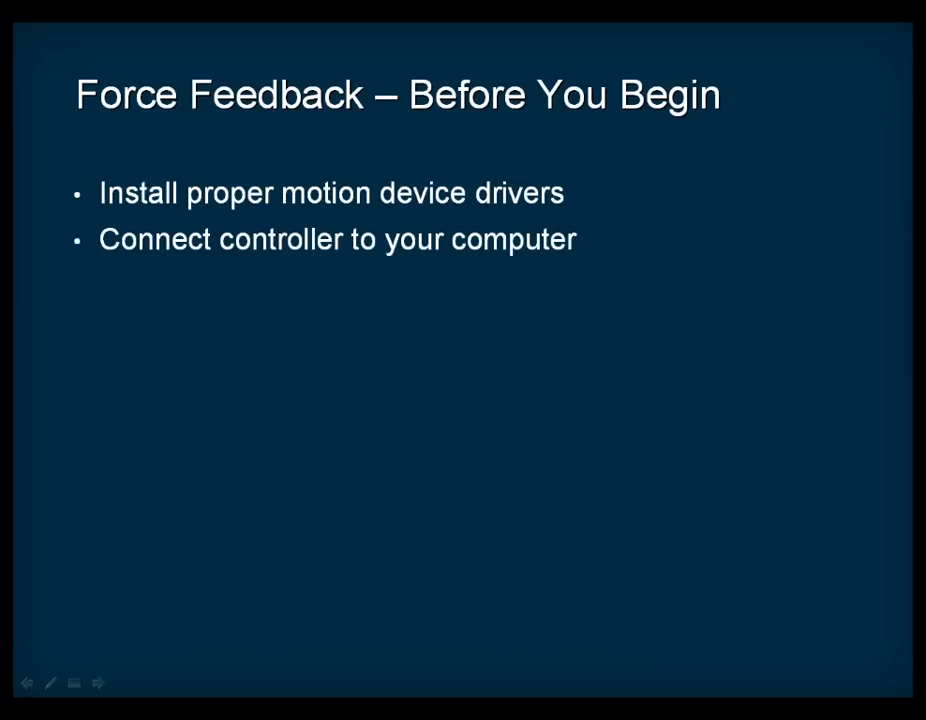 Force Feedback – Before You Begin
• Install proper motion device drivers
• Connect controller to your computer